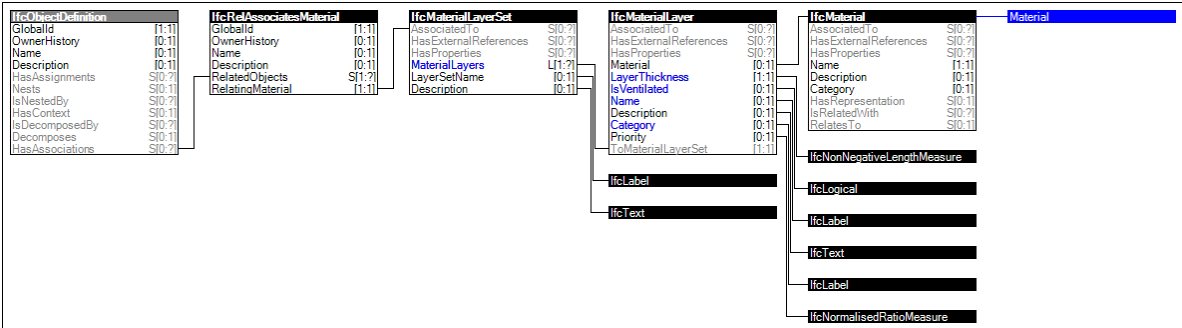 IfcObjectDefinition
GlobalId [1:1]
OwnerHistory [0:1]
Name [0:1]
Description [0:1]
HasAssignments S[0:?]
Nests S[0:1]
IsNestedBy S[0:?]
HasContext S[0:1]
IsDecomposedBy S[0:?]
Decomposes S[0:1]
HasAssociations S[0:?]
IfcRelAssociatesMaterial
GlobalId [1:1]
OwnerHistory [0:1]
Name [0:1]
Description [0:1]
RelatedObjects S[1:?]
RelatingMaterial [1:1]
IfcMaterialLayerSet
AssociatedTo S[0:?]
HasExternalReferences S[0:?]
HasProperties S[0:?]
MaterialLayers L[1:?]
LayerSetName [0:1]
Description [0:1]
IfcMaterialLayer
AssociatedTo S[0:?]
HasExternalReferences S[0:?]
HasProperties S[0:?]
Material [0:1]
LayerThickness [1:1]
IsVentilated [0:1]
Name [0:1]
Description [0:1]
Category [0:1]
Priority [0:1]
ToMaterialLayerSet [1:1]
IfcLabel
IfcText
IfcMaterial
AssociatedTo S[0:?]
HasExternalReferences S[0:?]
HasProperties S[0:?]
Name [1:1]
Description [0:1]
Category [0:1]
HasRepresentation S[0:1]
IsRelatedWith S[0:?]
RelatesTo S[0:1]
IfcNonNegativeLengthMeasure
IfcLogical
IfcLabel
IfcText
IfcLabel
IfcNormalisedRatioMeasure
Material